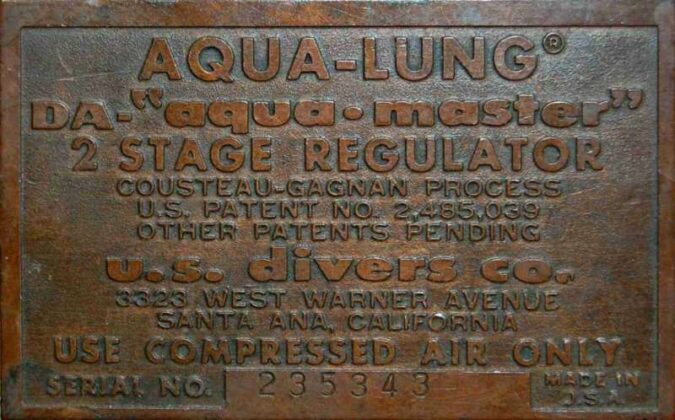 AQUA-LUNG®
DA-"aqua•master"
2 STAGE REGULATOR
COUSTEAU-GAGNAN PROCESS
U.S. PATENT NO. 2,485,039
OTHER PATENTS PENDING
u.s. divers co.
3323 WEST WARNER AVENUE
SANTA ANA, CALIFORNIA
USE COMPRESSED AIR ONLY
SERIAL NO. 235343 MADE IN
U.S.A.